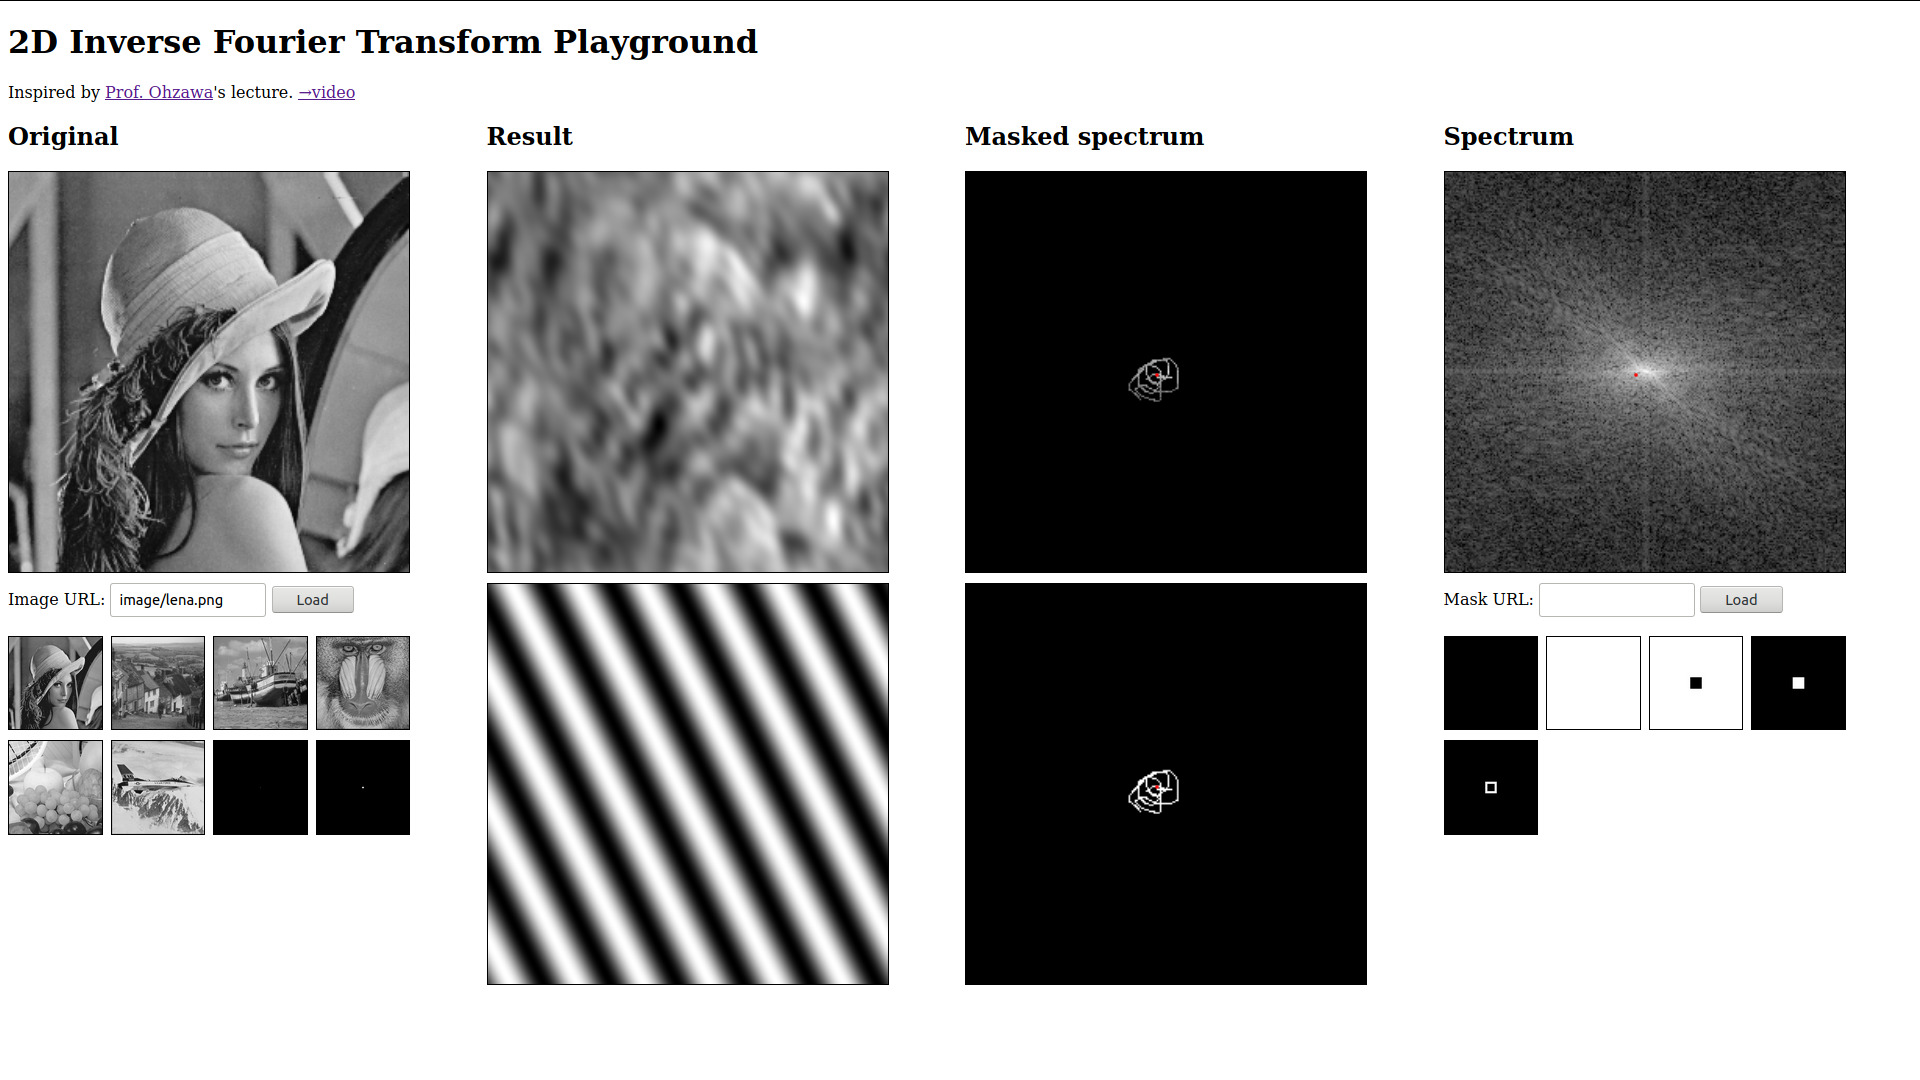 2D Inverse Fourier Transform Playground
Inspired by Prof. Ohzawa's lecture. →video
Original
Result
Masked spectrum
Spectrum
Image URL: image/lena.png Load
Mask URL: Load